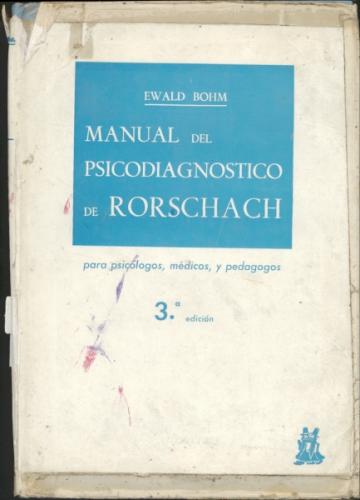 EWALD BOHM
MANUAL DEL
PSICODIAGNOSTICO
DE RORSCHACH
para psicólogos, médicos, y pedagogos
3.ª edición